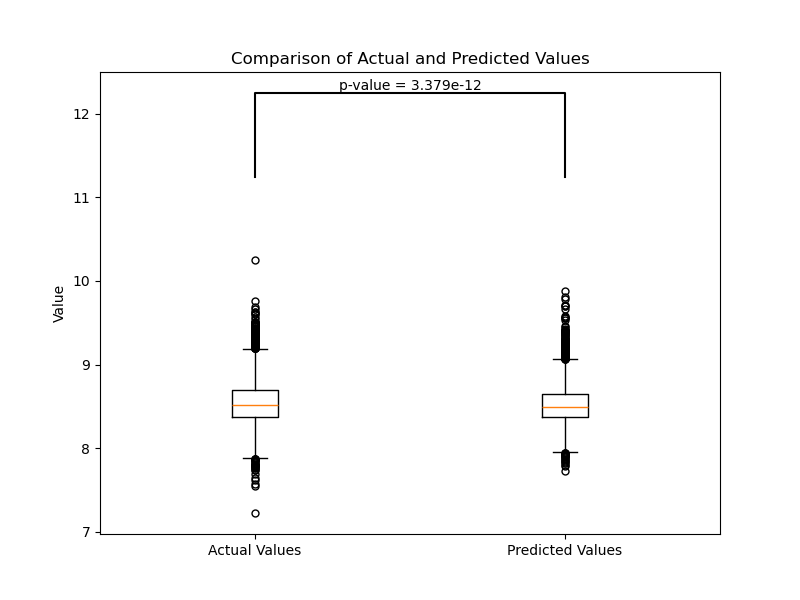 Comparison of Actual and Predicted Values
p-value = 3.379e-12
12
11
10
9
8
7
Value
Actual Values
Predicted Values